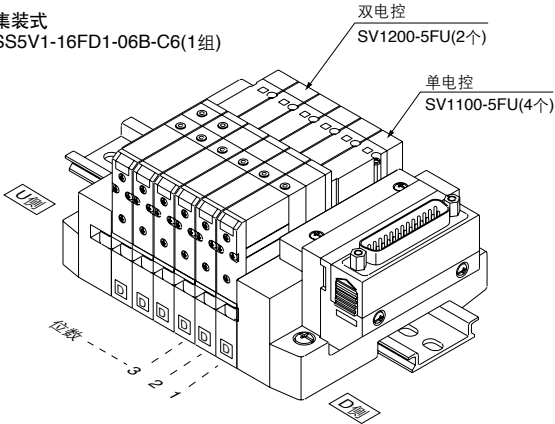 集装式
SS5V1-16FD1-06B-C6(1组)
双电控
SV1200-5FU(2个)
单电控
SV1100-5FU(4个)
U侧
D
D
D
D
D
D
位数
3
2
1
D侧